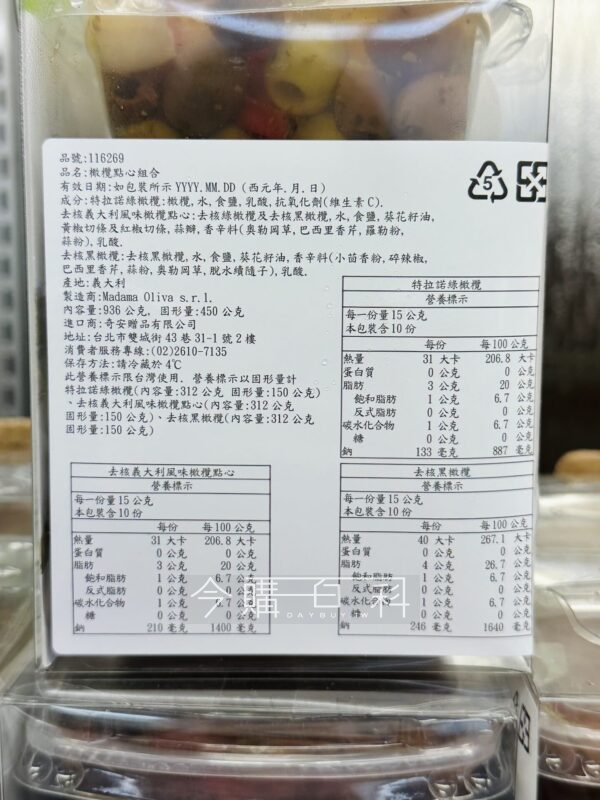 品號:116269
品名:橄欖點心組合
有效日期:如包裝所示 YYYY.MM.DD (西元年.月.日)
成分:特拉諾綠橄欖:橄欖,水,食鹽,乳酸,抗氧化劑(維生素 C).
去核義大利風味橄欖點心:去核綠橄欖及去核黑橄欖,水,食鹽,葵花籽油,
黃椒切條及紅椒切條,蒜瓣,香辛料(奧勒岡草,巴西里香芹,羅勒粉,
蒜粉),乳酸.
去核黑橄欖:去核黑橄欖,水,食鹽,葵花籽油,香辛料(小茴香粉,碎辣椒,
巴西里香芹,蒜粉,奧勒岡草,脫水續隨子),乳酸.
產地:義大利
製造商:Madama Oliva s.r.l.
內容量:936 公克, 固形量:450 公克
進口商:奇安贈品有限公司
地址:台北市雙城街 43 巷 31-1 號 2 樓
消費者服務專線:(02)2610-7135
保存方法:請冷藏於 4℃
此營養標示限台灣使用, 營養標示以固形量計
特拉諾綠橄欖(內容量:312 公克 固形量:150 公克)
、去核義大利風味橄欖點心(內容量:312 公克
固形量:150 公克)、去核黑橄欖(內容量:312 公克
固形量:150 公克)
5
特拉諾綠橄欖
營養標示
每一份量 15 公克
本包裝含 10 份
每份 每 100 公克
熱量 31 大卡 206.8 大卡
蛋白質 0 公克 0 公克
脂肪 3 公克 20 公克
飽和脂肪 1 公克 6.7 公克
反式脂肪 0 公克 0 公克
碳水化合物 1 公克 6.7 公克
糖 0 公克 0 公克
鈉 133 毫克 887 毫克
去核義大利風味橄欖點心
營養標示
每一份量 15 公克
本包裝含 10 份
每份 每 100 公克
熱量 31 大卡 206.8 大卡
蛋白質 0 公克 0 公克
脂肪 3 公克 20 公克
飽和脂肪 1 公克 6.7 公克
反式脂肪 0 公克 0 公克
碳水化合物 1 公克 6.7 公克
糖 0 公克 0 公克
鈉 210 毫克 1400 毫克
去核黑橄欖
營養標示
每一份量 15 公克
本包裝含 10 份
每份 每 100 公克
熱量 40 大卡 267.1 大卡
蛋白質 0 公克 0 公克
脂肪 4 公克 26.7 公克
飽和脂肪 1 公克 6.7 公克
反式脂肪 0 公克 0 公克
碳水化合物 1 公克 6.7 公克
糖 0 公克 0 公克
鈉 246 毫克 1640 毫克
今購百科
DAYBUYTW